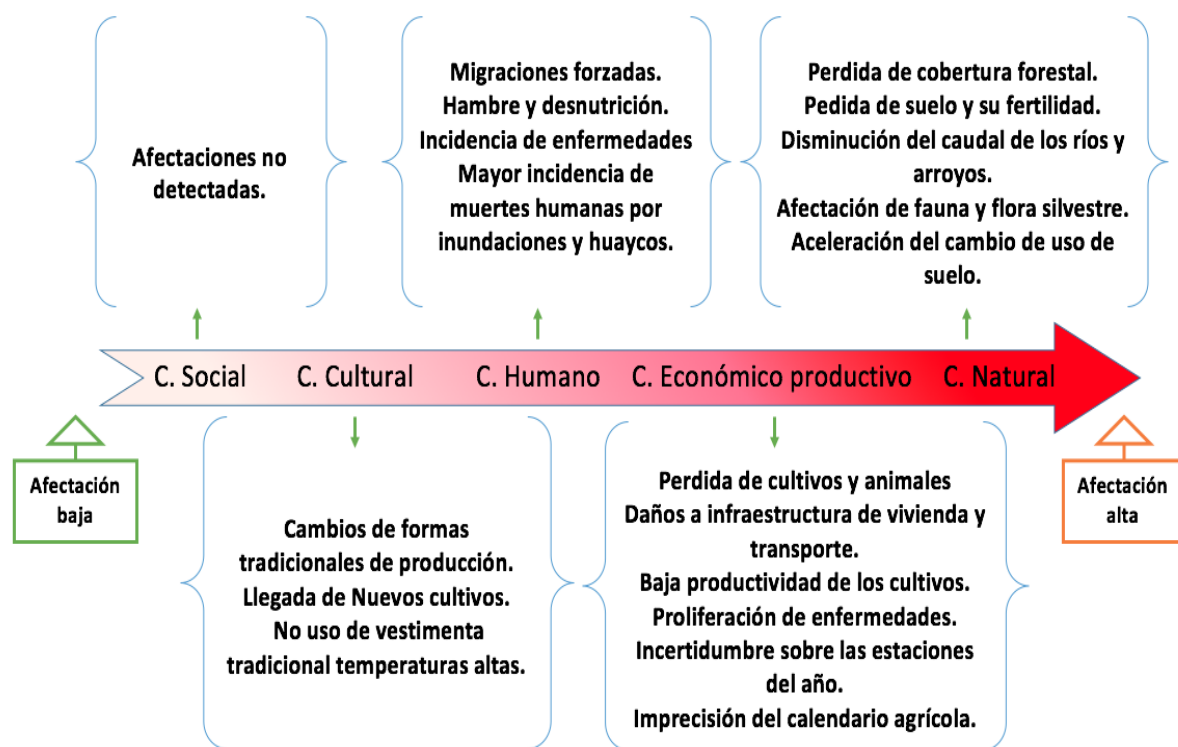 Afectaciones no
detectadas.
Migraciones forzadas.
Hambre y desnutrición.
Incidencia de enfermedades
Mayor incidencia de
muertes humanas por
inundaciones y huaycos.
Perdida de cobertura forestal.
Pedida de suelo y su fertilidad.
Disminución del caudal de los ríos y
arroyos.
Afectación de fauna y flora silvestre.
Aceleración del cambio de uso de
suelo.
C. Social
C. Cultural
C. Humano
C. Económico productivo
C. Natural
Afectación
baja
Afectación
alta
Cambios de formas
tradicionales de producción.
Llegada de Nuevos cultivos.
No uso de vestimenta
tradicional temperaturas altas.
Perdida de cultivos y animales
Daños a infraestructura de vivienda y
transporte.
Baja productividad de los cultivos.
Proliferación de enfermedades.
Incertidumbre sobre las estaciones
del año.
Imprecisión del calendario agrícola.